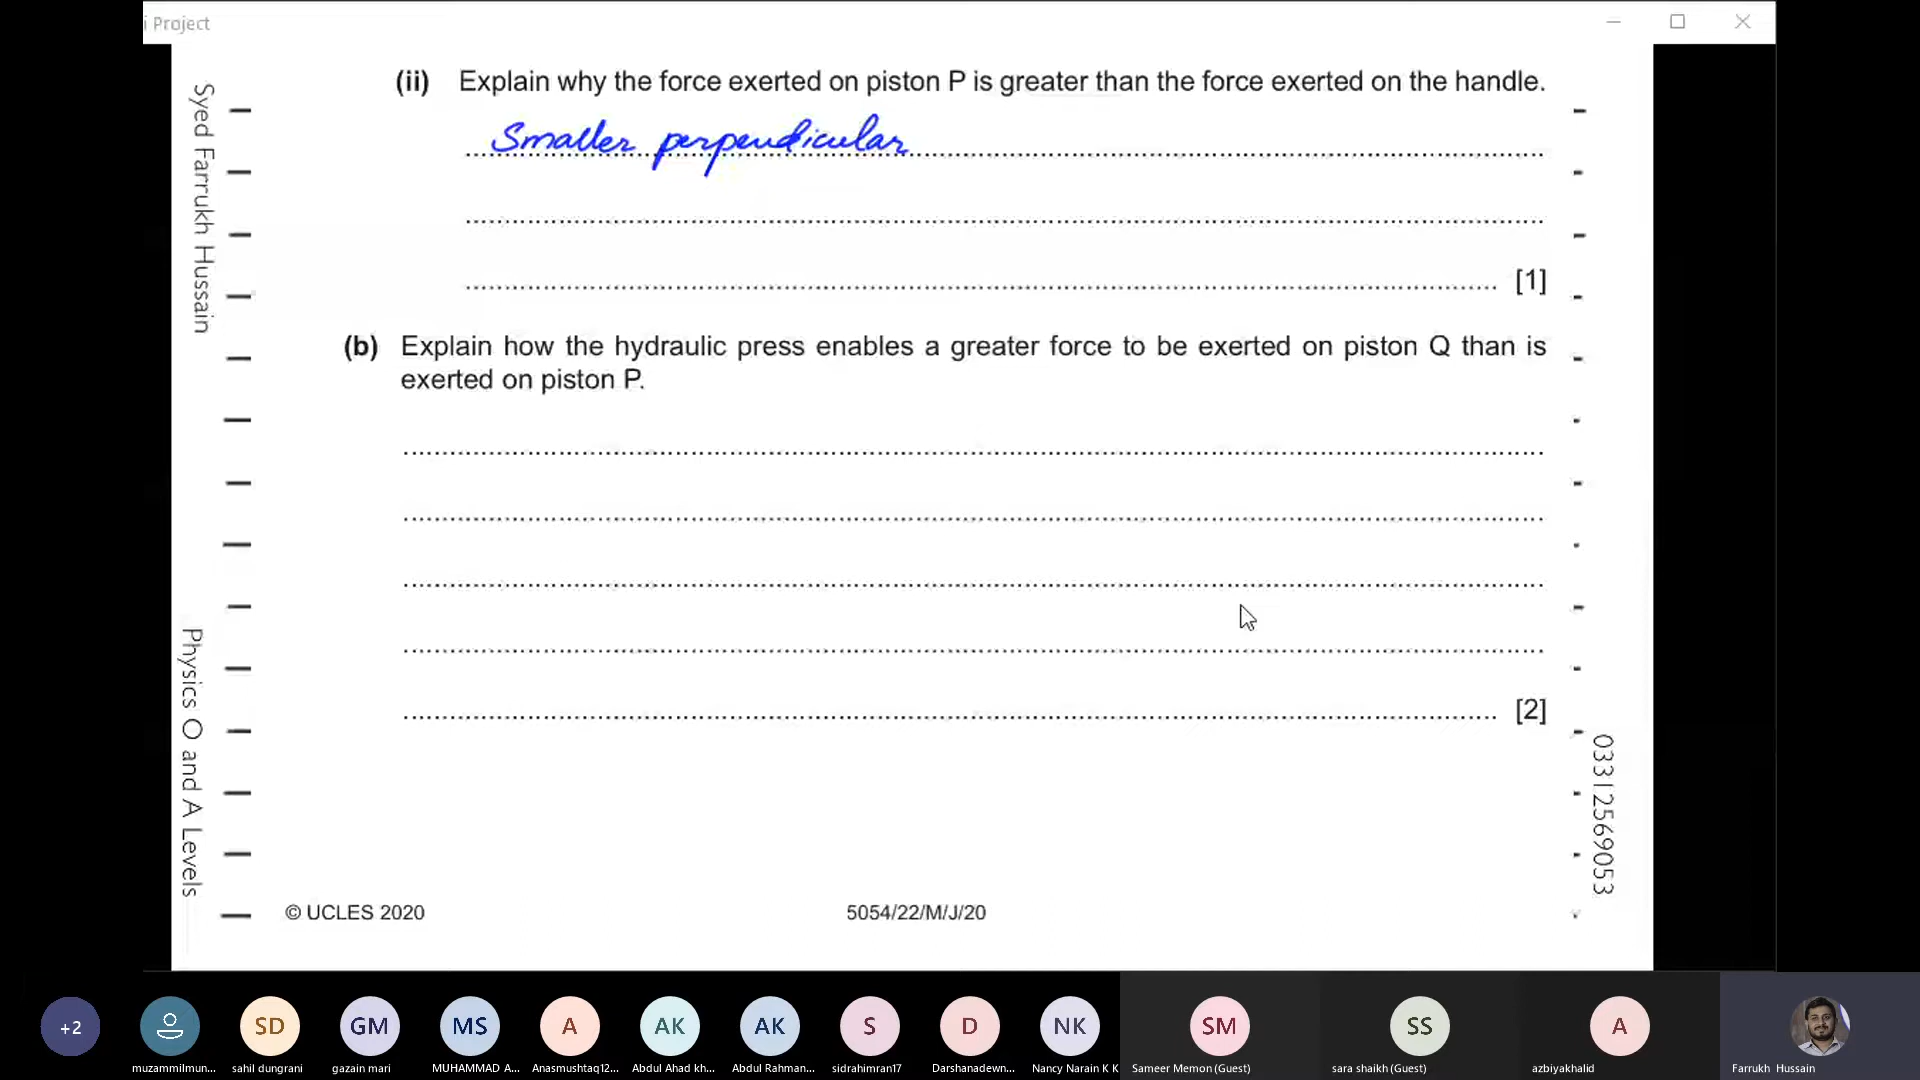 i Project
(ii) Explain why the force exerted on piston P is greater than the force exerted on the handle.
Smaller perpendicular
[1]
(b) Explain how the hydraulic press enables a greater force to be exerted on piston Q than is
exerted on piston P.
[2]
© UCLES 2020
5054/22/M/J/20
Syed Farrukh Hussain
Physics O and A Levels
03312569053
+2
SD
GM
MS
A
AK
AK
S
D
NK
SM
SS
A
muzammilmun...
sahil dungrani
gazain mari
MUHAMMAD A...
Anasmushtaq12...
Abdul Ahad kh...
Abdul Rahman...
sidrahimran17
Darshanadewn...
Nancy Narain K K
Sameer Memon (Guest)
sara shaikh (Guest)
azbiyakhalid
Farrukh Hussain